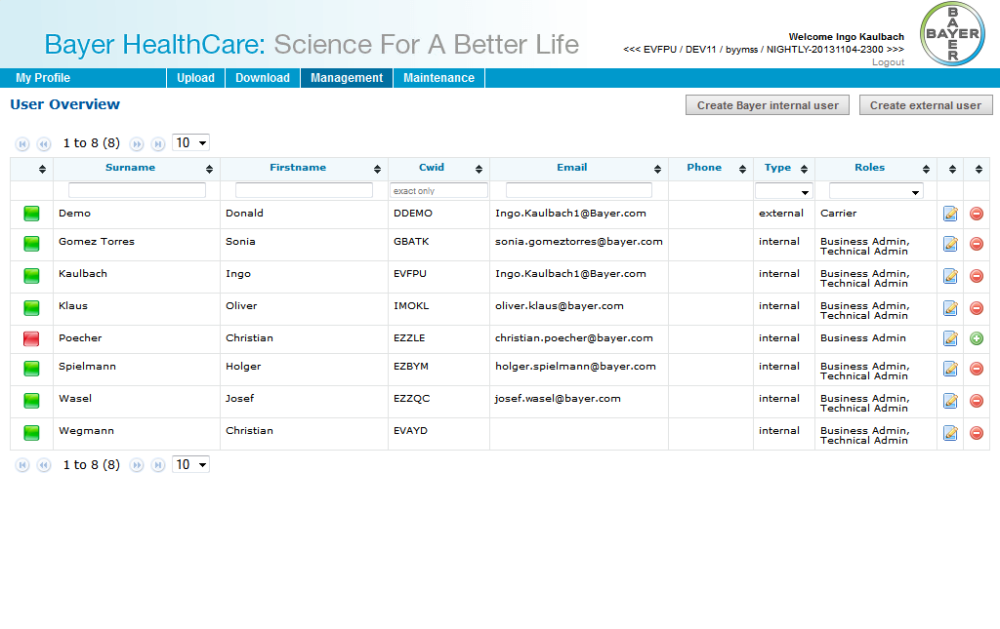 Bayer HealthCare: Science For A Better Life
Welcome Ingo Kaulbach
<<< EVFPU / DEV11 / byymss / NIGHTLY-20131104-2300 >>>
Logout
BAYER
BAYER
My Profile Upload Download Management Maintenance
User Overview
Create Bayer internal user Create external user
1 to 8 (8) 10
Surname Firstname Cwid Email Phone Type Roles
exact only
Demo Donald DDEMO Ingo.Kaulbach1@Bayer.com external Carrier
Gomez Torres Sonia GBATK sonia.gomeztorres@bayer.com internal Business Admin,
Technical Admin
Kaulbach Ingo EVFPU Ingo.Kaulbach1@Bayer.com internal Business Admin,
Technical Admin
Klaus Oliver IMOKL oliver.klaus@bayer.com internal Business Admin,
Technical Admin
Poecher Christian EZZLE christian.poecher@bayer.com internal Business Admin
Spielmann Holger EZBYM holger.spielmann@bayer.com internal Business Admin,
Technical Admin
Wasel Josef EZZQC josef.wasel@bayer.com internal Business Admin,
Technical Admin
Wegmann Christian EVAYD internal Business Admin,
Technical Admin
1 to 8 (8) 10